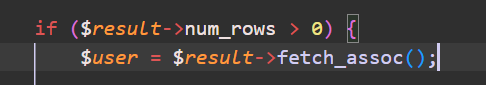 if ($result->num_rows > 0) {
$user = $result->fetch_assoc();